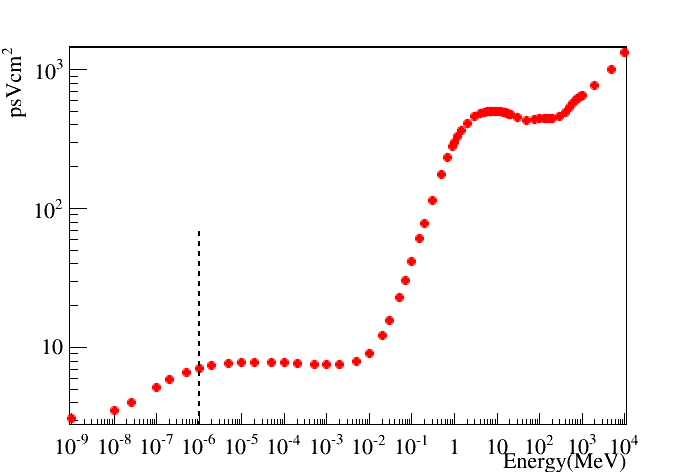 psVcm²
10³
10²
10
10⁻⁹ 10⁻⁸ 10⁻⁷ 10⁻⁶ 10⁻⁵ 10⁻⁴ 10⁻³ 10⁻² 10⁻¹ 1 10 10² 10³ 10⁴
Energy(MeV)